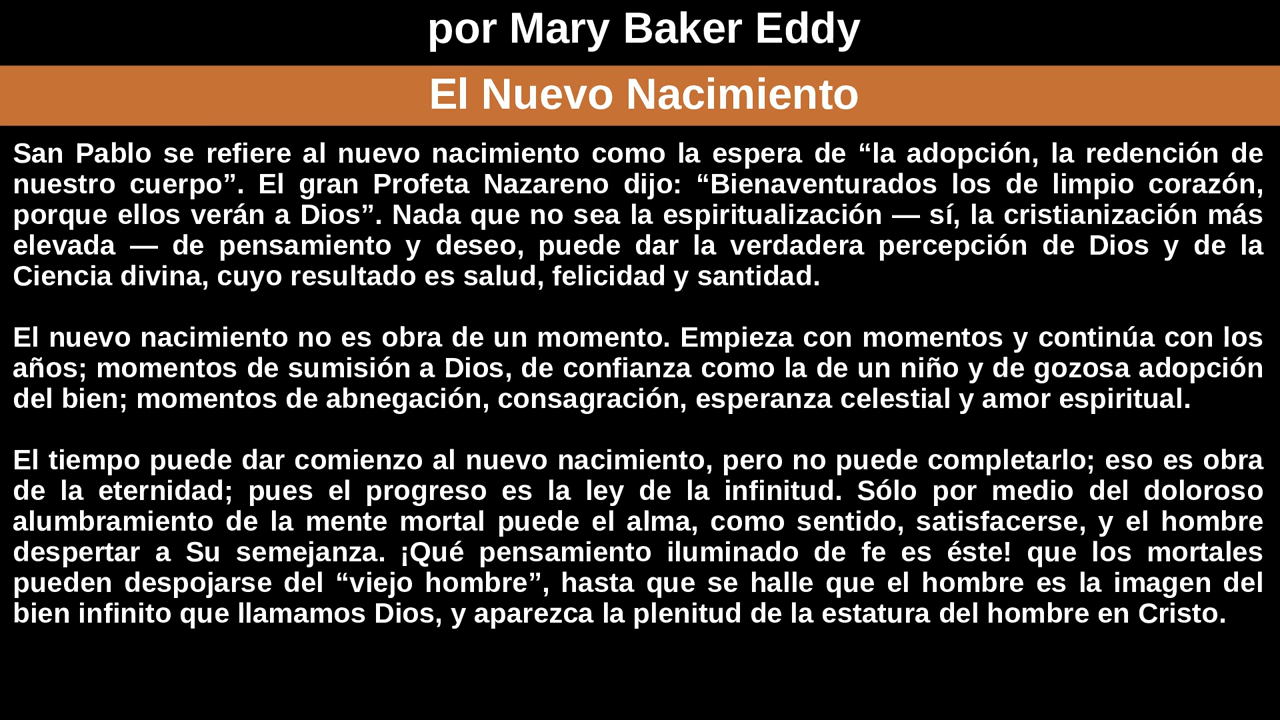 por Mary Baker Eddy
El Nuevo Nacimiento
San Pablo se refiere al nuevo nacimiento como la espera de “la adopción, la redención de
nuestro cuerpo”. El gran Profeta Nazareno dijo: “Bienaventurados los de limpio corazón,
porque ellos verán a Dios”. Nada que no sea la espiritualización — sí, la cristianización más
elevada — de pensamiento y deseo, puede dar la verdadera percepción de Dios y de la
Ciencia divina, cuyo resultado es salud, felicidad y santidad.
El nuevo nacimiento no es obra de un momento. Empieza con momentos y continúa con los
años; momentos de sumisión a Dios, de confianza como la de un niño y de gozosa adopción
del bien; momentos de abnegación, consagración, esperanza celestial y amor espiritual.
El tiempo puede dar comienzo al nuevo nacimiento, pero no puede completarlo; eso es obra
de la eternidad; pues el progreso es la ley de la infinitud. Sólo por medio del doloroso
alumbramiento de la mente mortal puede el alma, como sentido, satisfacerse, y el hombre
despertar a Su semejanza. ¡Qué pensamiento iluminado de fe es éste! que los mortales
pueden despojarse del “viejo hombre”, hasta que se halle que el hombre es la imagen del
bien infinito que llamamos Dios, y aparezca la plenitud de la estatura del hombre en Cristo.